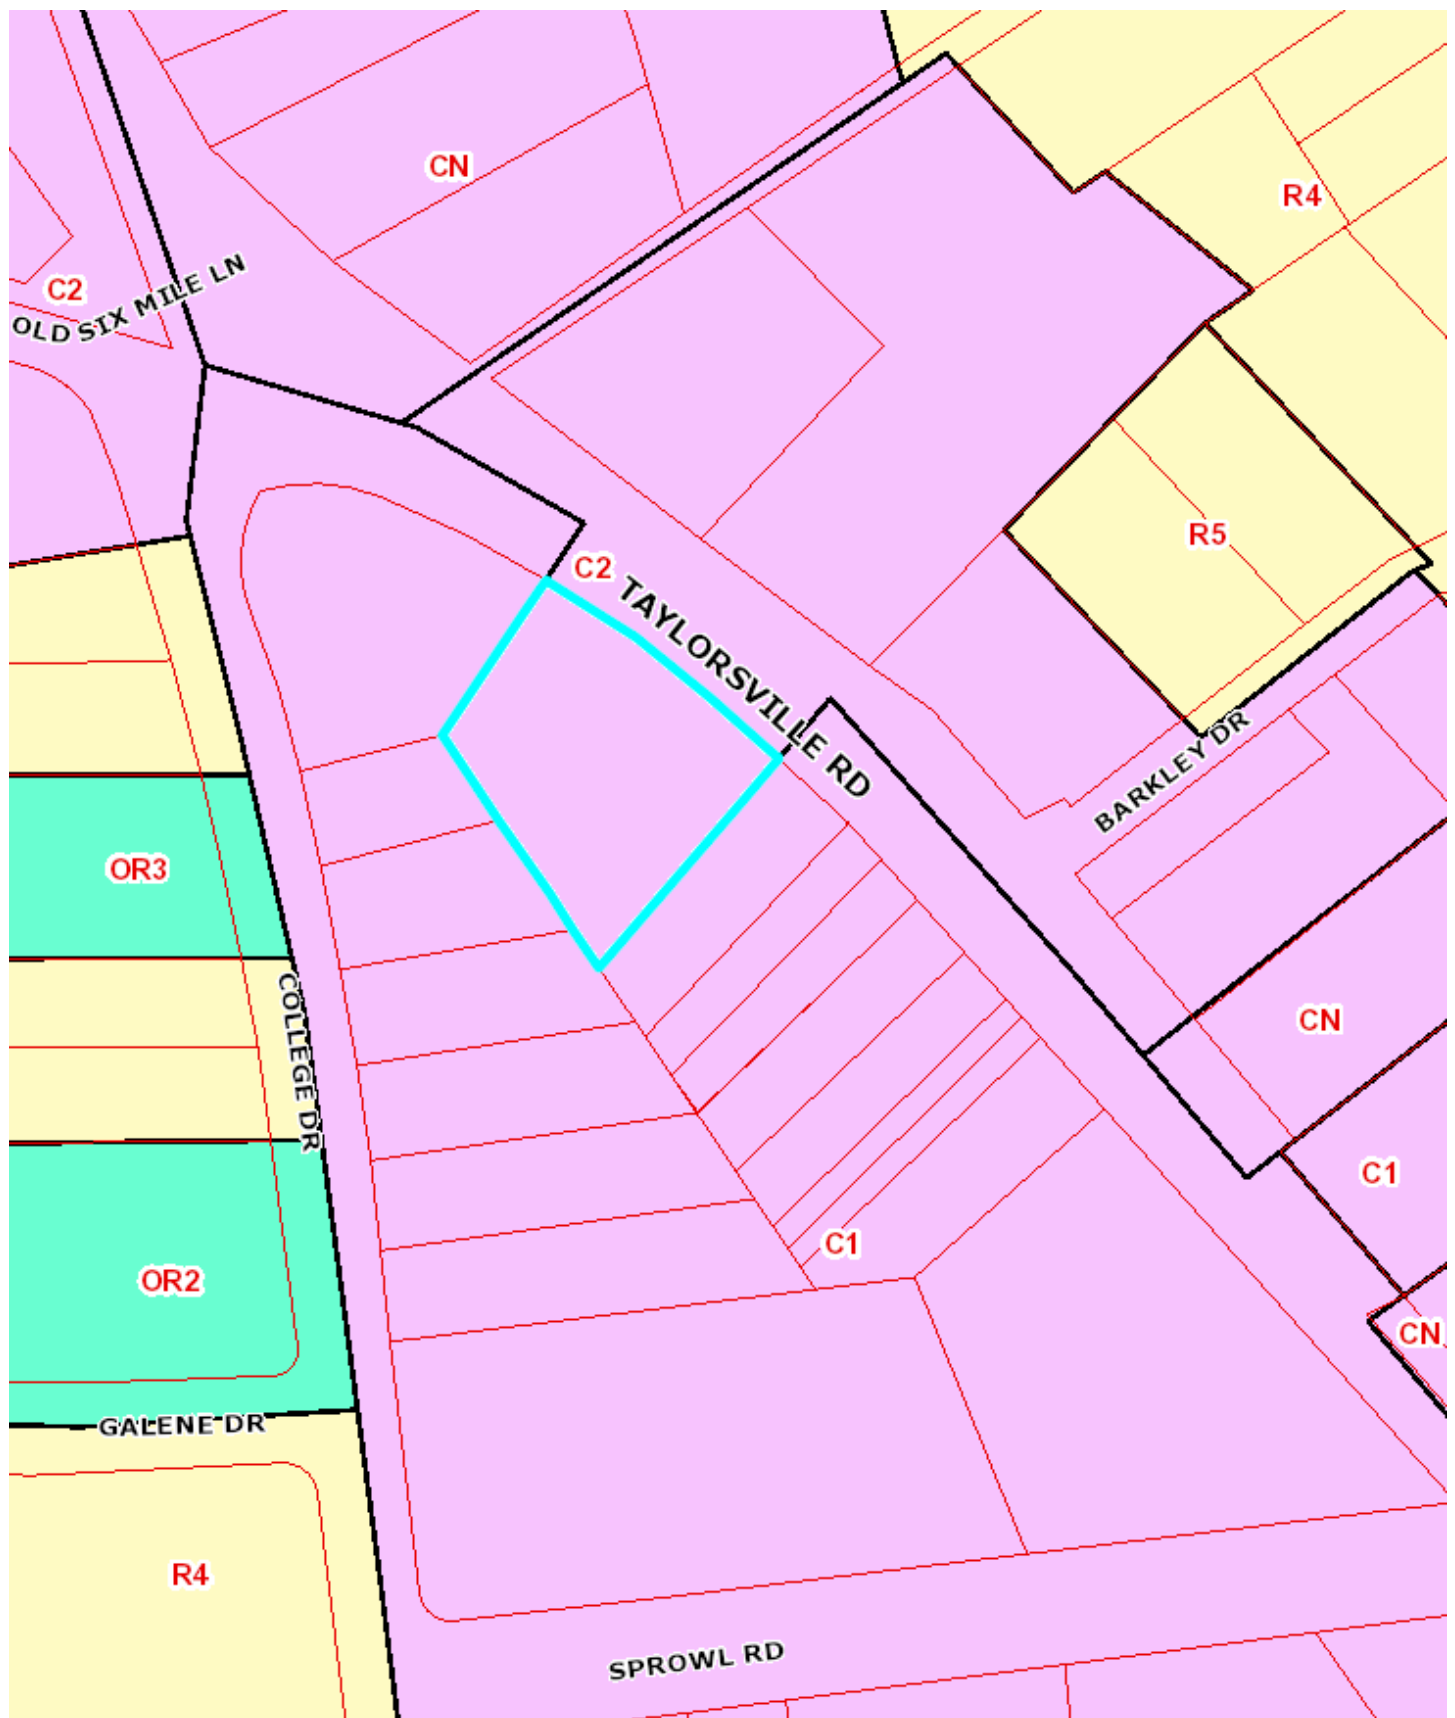 CN
R4
C2
OLD SIX MILE LN
R5
C2
TAYLORSVILLE RD
BARKLEY DR
OR3
COLLEGE DR
CN
C1
C1
OR2
CN
GALENE DR
R4
SPROWL RD